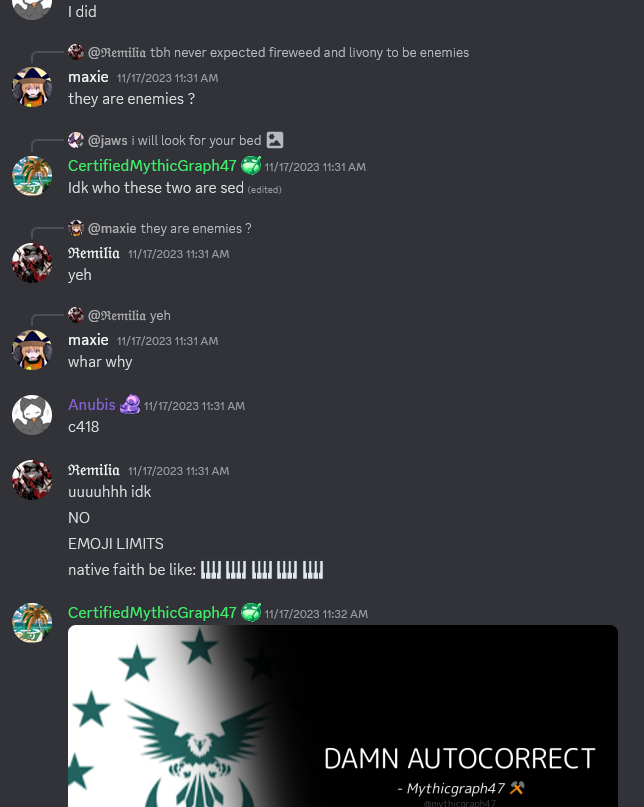 I did
@Remilia tbh never expected fireweed and livony to be enemies
maxie 11/17/2023 11:31 AM
they are enemies ?
@jaws i will look for your bed
CertifiedMythicGraph47 11/17/2023 11:31 AM
Idk who these two are sed (edited)
@maxie they are enemies ?
Remilia 11/17/2023 11:31 AM
yeh
@Remilia yeh
maxie 11/17/2023 11:31 AM
whar why
Anubis 11/17/2023 11:31 AM
c418
Remilia 11/17/2023 11:31 AM
uuuuhhh idk
NO
EMOJI LIMITS
native faith be like:
CertifiedMythicGraph47 11/17/2023 11:32 AM
DAMN AUTOCORRECT
- Mythicgraph47
@mythicgraph47